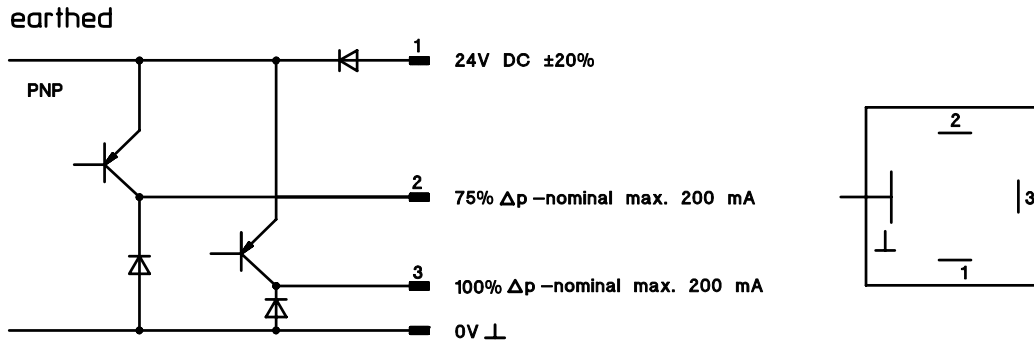 earthed
1
24V DC ±20%
PNP
2
75% Δp–nominal max. 200 mA
3
100% Δp–nominal max. 200 mA
0V ⊥
2
3
⊥
1